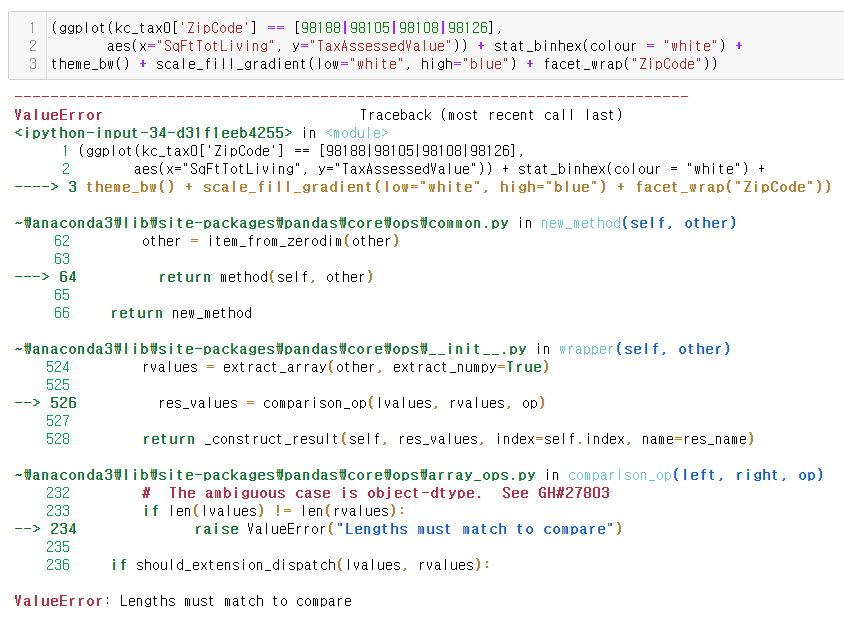 1 (ggplot(kc_tax0['ZipCode'] == [98188|98105|98108|98126],
2 aes(x="SqFtTotLiving", y="TaxAssessedValue")) + stat_binhex(colour = "white") +
3 theme_bw() + scale_fill_gradient(low="white", high="blue") + facet_wrap("ZipCode"))
---------------------------------------------------------------------------
ValueError Traceback (most recent call last)
<ipython-input-34-d31f1eeb4255> in <module>
1 (ggplot(kc_tax0['ZipCode'] == [98188|98105|98108|98126],
2 aes(x="SqFtTotLiving", y="TaxAssessedValue")) + stat_binhex(colour = "white") +
----> 3 theme_bw() + scale_fill_gradient(low="white", high="blue") + facet_wrap("ZipCode"))
~₩anaconda3₩lib₩site-packages₩pandas₩core₩ops₩common.py in new_method(self, other)
62 other = item_from_zerodim(other)
63
---> 64 return method(self, other)
65
66 return new_method
~₩anaconda3₩lib₩site-packages₩pandas₩core₩ops₩__init__.py in wrapper(self, other)
524 rvalues = extract_array(other, extract_numpy=True)
525
--> 526 res_values = comparison_op(lvalues, rvalues, op)
527
528 return _construct_result(self, res_values, index=self.index, name=res_name)
~₩anaconda3₩lib₩site-packages₩pandas₩core₩ops₩array_ops.py in comparison_op(left, right, op)
232 # The ambiguous case is object-dtype. See GH#27803
233 if len(lvalues) != len(rvalues):
--> 234 raise ValueError("Lengths must match to compare")
235
236 if should_extension_dispatch(lvalues, rvalues):
ValueError: Lengths must match to compare